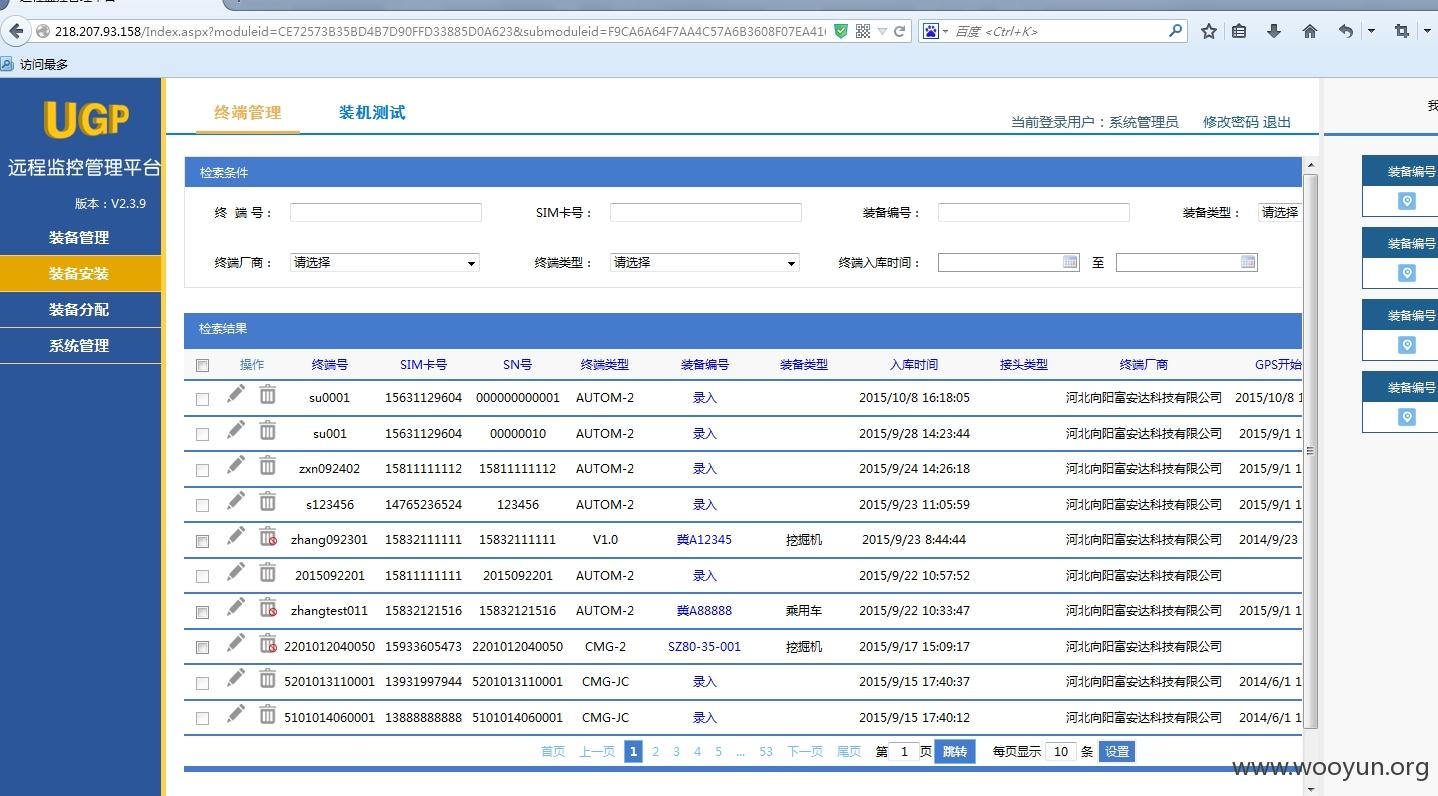 218.207.93.158/Index.aspx?moduleid=CE72573B35BD4B7D90FFD33885D0A623&submoduleid=F9CA6A64F7AA4C57A6B3608F07EA41
百度 <Ctrl+K>
访问最多
UGP
远程监控管理平台
版本：V2.3.9
装备管理
装备安装
装备分配
系统管理
终端管理 装机测试
当前登录用户：系统管理员 修改密码 退出
检索条件
终 端 号： SIM卡号： 装备编号： 装备类型： 请选择
终端厂商： 请选择 终端类型： 请选择 终端入库时间： 至
检索结果
操作 终端号 SIM卡号 SN号 终端类型 装备编号 装备类型 入库时间 接头类型 终端厂商 GPS开始
su0001 15631129604 000000000001 AUTOM-2 录入 2015/10/8 16:18:05 河北向阳富安达科技有限公司 2015/10/8 1
su001 15631129604 00000010 AUTOM-2 录入 2015/9/28 14:23:44 河北向阳富安达科技有限公司 2015/9/1 1
zxn092402 15811111112 15811111112 AUTOM-2 录入 2015/9/24 14:26:18 河北向阳富安达科技有限公司 2015/9/1 1
s123456 14765236524 123456 AUTOM-2 录入 2015/9/23 11:05:59 河北向阳富安达科技有限公司 2015/9/1 1
zhang092301 15832111111 15832111111 V1.0 冀A12345 挖掘机 2015/9/23 8:44:44 河北向阳富安达科技有限公司 2014/9/23
2015092201 15811111111 2015092201 AUTOM-2 录入 2015/9/22 10:57:52 河北向阳富安达科技有限公司
zhangtest011 15832121516 15832121516 AUTOM-2 冀A88888 乘用车 2015/9/22 10:33:47 河北向阳富安达科技有限公司 2015/9/1 1
2201012040050 15933605473 2201012040050 CMG-2 SZ80-35-001 挖掘机 2015/9/17 15:09:17 河北向阳富安达科技有限公司
5201013110001 13931997944 5201013110001 CMG-JC 录入 2015/9/15 17:40:37 河北向阳富安达科技有限公司 2014/6/1 1
5101014060001 13888888888 5101014060001 CMG-JC 录入 2015/9/15 17:40:12 河北向阳富安达科技有限公司 2014/6/1 1
首页 上一页 1 2 3 4 5 ... 53 下一页 尾页 第 1 页 跳转 每页显示 10 条 设置
我
装备编号
装备编号
装备编号
装备编号
www.wooyun.org